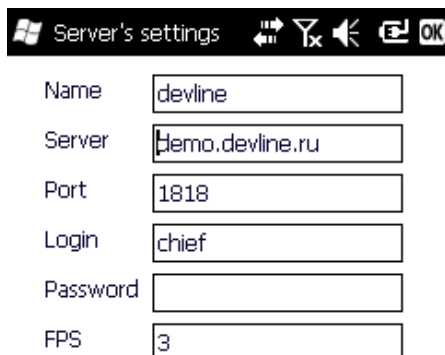 Server's settings OK
Name devline
Server demo.devline.ru
Port 1818
Login chief
Password
FPS 3